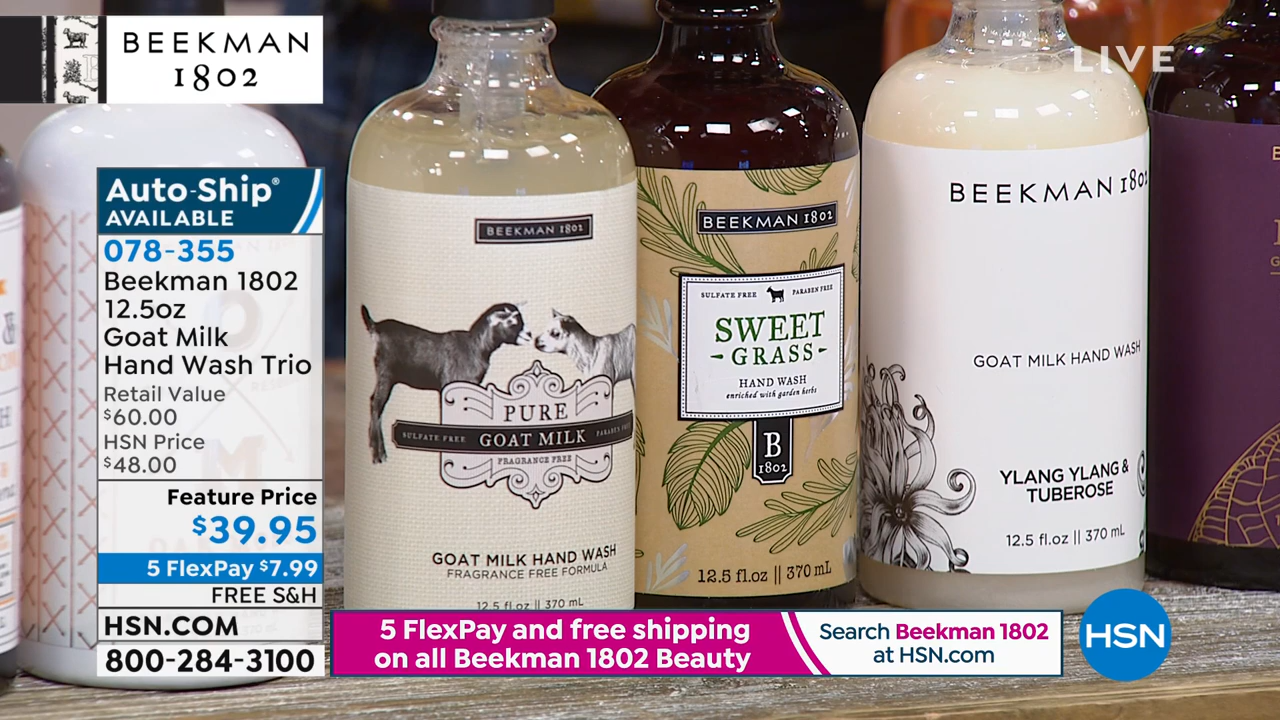 BEEKMAN
1802
LIVE
Auto-Ship®
AVAILABLE
078-355
Beekman 1802
12.5oz
Goat Milk
Hand Wash Trio
Retail Value
$60.00
HSN Price
$48.00
Feature Price
$39.95
5 FlexPay $7.99
FREE S&H
HSN.COM
800-284-3100
BEEKMAN 1802
PURE
SULFATE FREE GOAT MILK PARABEN FREE
FRAGRANCE FREE
GOAT MILK HAND WASH
FRAGRANCE FREE FORMULA
12.5 fl.oz || 370 mL
BEEKMAN 1802
SULFATE FREE PARABEN FREE
SWEET
GRASS
HAND WASH
enriched with garden herbs
B
1802
12.5 fl.oz || 370 mL
BEEKMAN 1802
GOAT MILK HAND WASH
YLANG YLANG &
TUBEROSE
12.5 fl.oz || 370 mL
5 FlexPay and free shipping
on all Beekman 1802 Beauty
Search Beekman 1802
at HSN.com
HSN